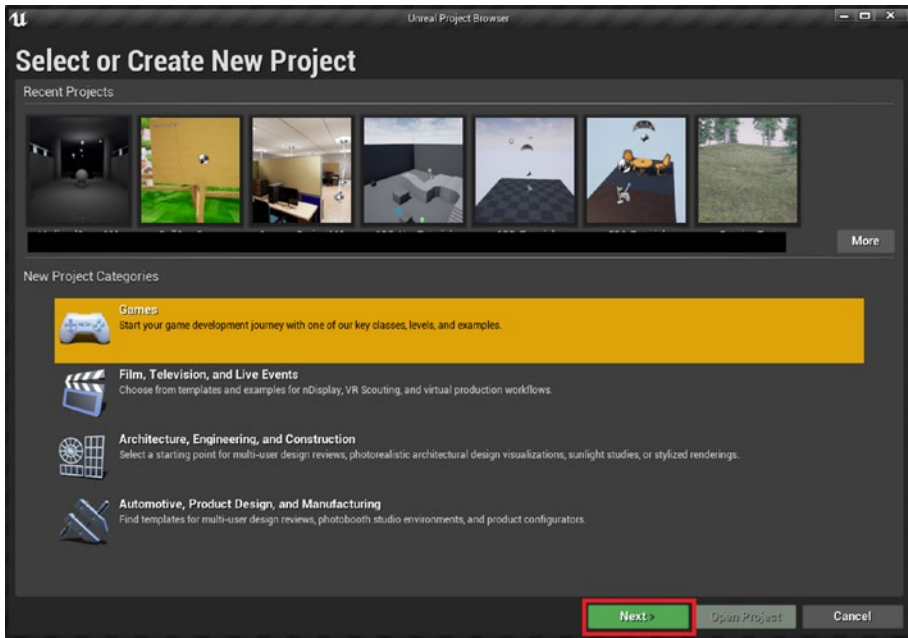 Unreal Project Browser
Select or Create New Project
Recent Projects
More
New Project Categories
Games
Start your game development journey with one of our key classes, levels, and examples.
Film, Television, and Live Events
Choose from templates and examples for nDisplay, VR Scouting, and virtual production workflows.
Architecture, Engineering, and Construction
Select a starting point for multi-user design reviews, photorealistic architectural design visualizations, sunlight studies, or stylized renderings.
Automotive, Product Design, and Manufacturing
Find templates for multi-user design reviews, photobooth studio environments, and product configurators.
Next > Open Project Cancel